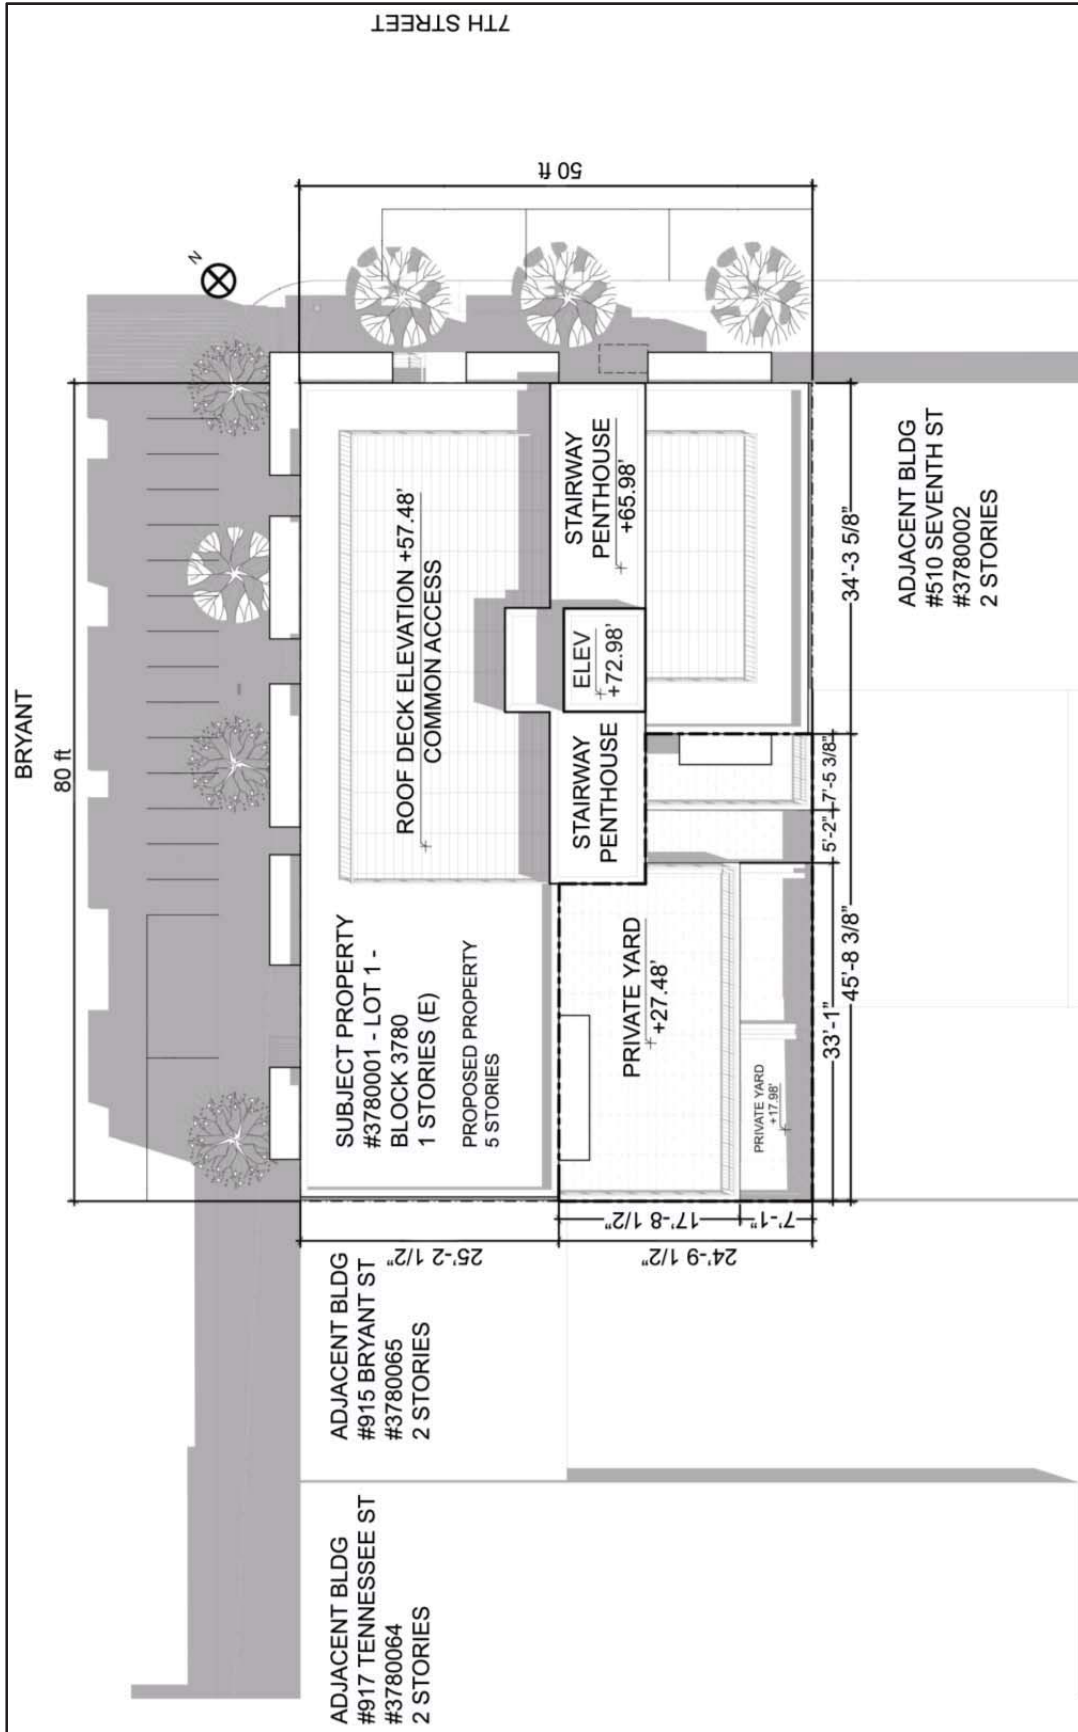 7TH STREET
BRYANT
80 ft
50 ft
N
ROOF DECK ELEVATION +57.48'
COMMON ACCESS
STAIRWAY
PENTHOUSE
+65.98'
ELEV
+72.98'
STAIRWAY
PENTHOUSE
SUBJECT PROPERTY
#3780001 - LOT 1 -
BLOCK 3780
1 STORIES (E)
PROPOSED PROPERTY
5 STORIES
PRIVATE YARD
+27.48'
PRIVATE YARD
+17.98'
34'-3 5/8"
7'-5 3/8"
5'-2"
45'-8 3/8"
33'-1"
25'-2 1/2"
24'-9 1/2"
17'-8 1/2"
7'-1"
ADJACENT BLDG
#510 SEVENTH ST
#3780002
2 STORIES
ADJACENT BLDG
#915 BRYANT ST
#3780065
2 STORIES
ADJACENT BLDG
#917 TENNESSEE ST
#3780064
2 STORIES